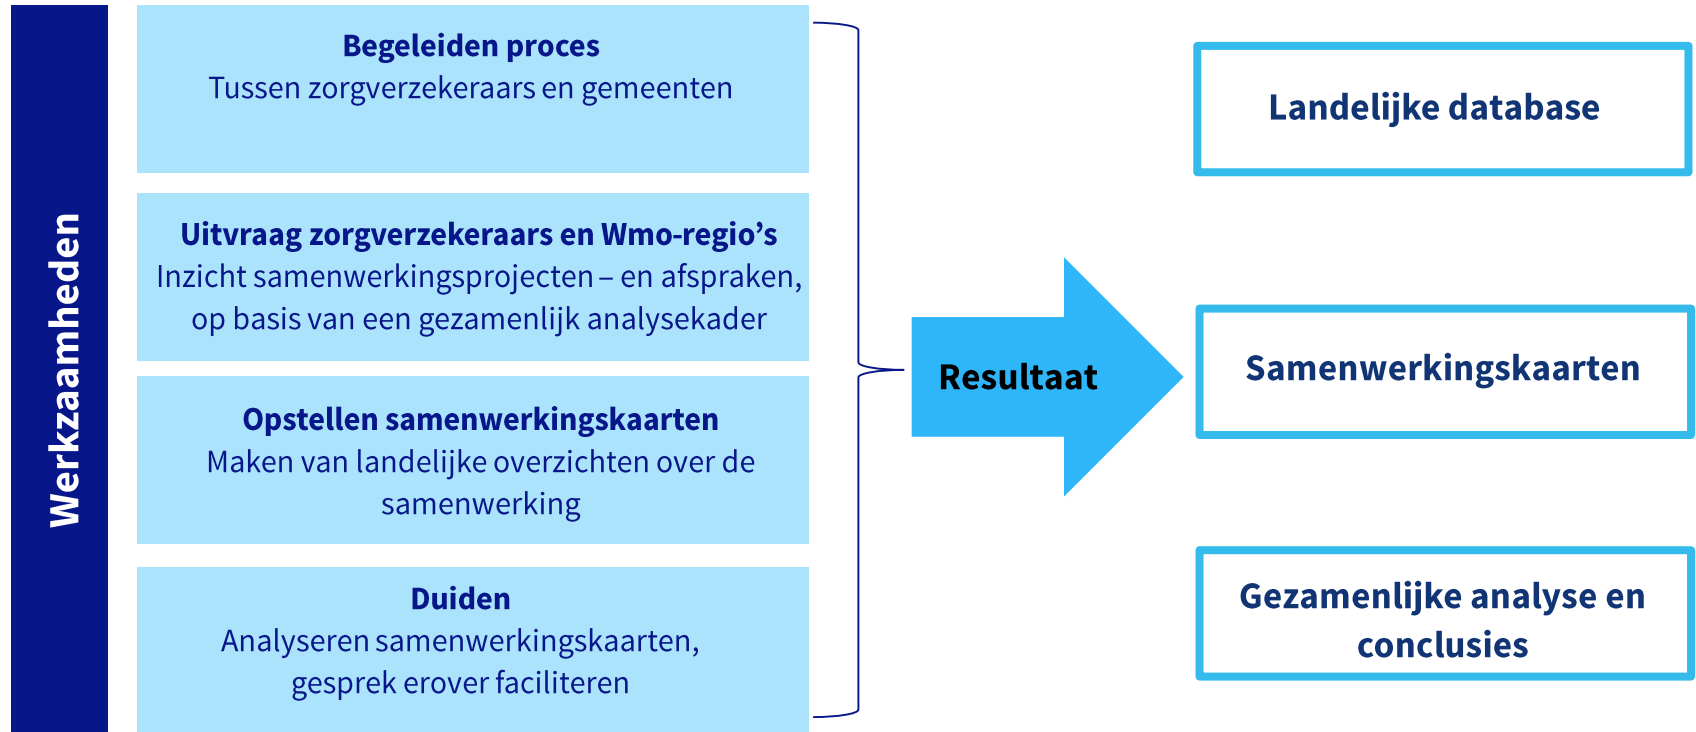 Werkzaamheden
Begeleiden proces
Tussen zorgverzekeraars en gemeenten
Uitvraag zorgverzekeraars en Wmo-regio’s
Inzicht samenwerkingsprojecten – en afspraken,
op basis van een gezamenlijk analysekader
Opstellen samenwerkingskaarten
Maken van landelijke overzichten over de
samenwerking
Duiden
Analyseren samenwerkingskaarten,
gesprek erover faciliteren
Resultaat
Landelijke database
Samenwerkingskaarten
Gezamenlijke analyse en
conclusies